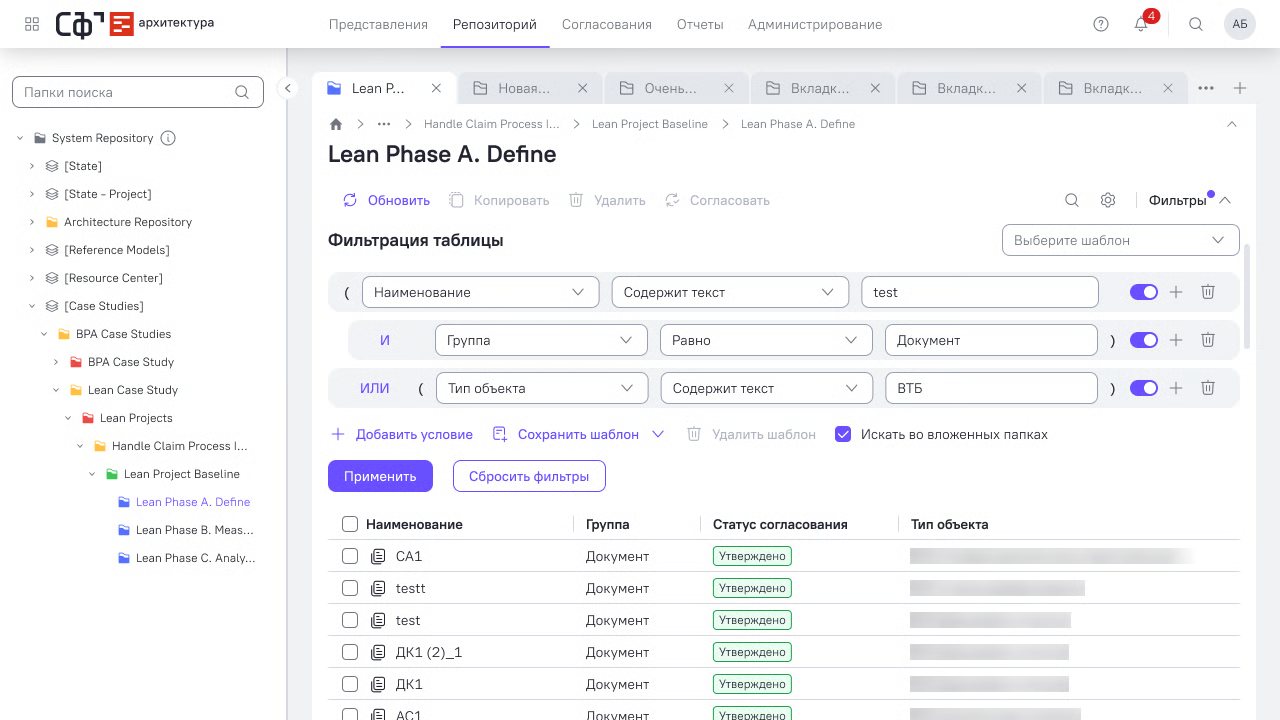 СФ архитектура
Представления Репозиторий Согласования Отчеты Администрирование
4
АБ
Папки поиска
System Repository
[State]
[State - Project]
Architecture Repository
[Reference Models]
[Resource Center]
[Case Studies]
BPA Case Studies
BPA Case Study
Lean Case Study
Lean Projects
Handle Claim Process I...
Lean Project Baseline
Lean Phase A. Define
Lean Phase B. Meas...
Lean Phase C. Analy...
Lean P... Новая... Очень... Вкладк... Вкладк... Вкладк...
Handle Claim Process I... Lean Project Baseline Lean Phase A. Define
Lean Phase A. Define
Обновить Копировать Удалить Согласовать Фильтры
Фильтрация таблицы Выберите шаблон
( Наименование Содержит текст test
И Группа Равно Документ )
ИЛИ ( Тип объекта Содержит текст ВТБ )
Добавить условие Сохранить шаблон Удалить шаблон Искать во вложенных папках
Применить Сбросить фильтры
Наименование Группа Статус согласования Тип объекта
СА1 Документ Утверждено
testt Документ Утверждено
test Документ Утверждено
ДК1 (2)_1 Документ Утверждено
ДК1 Документ Утверждено
АС1 Документ Утверждено